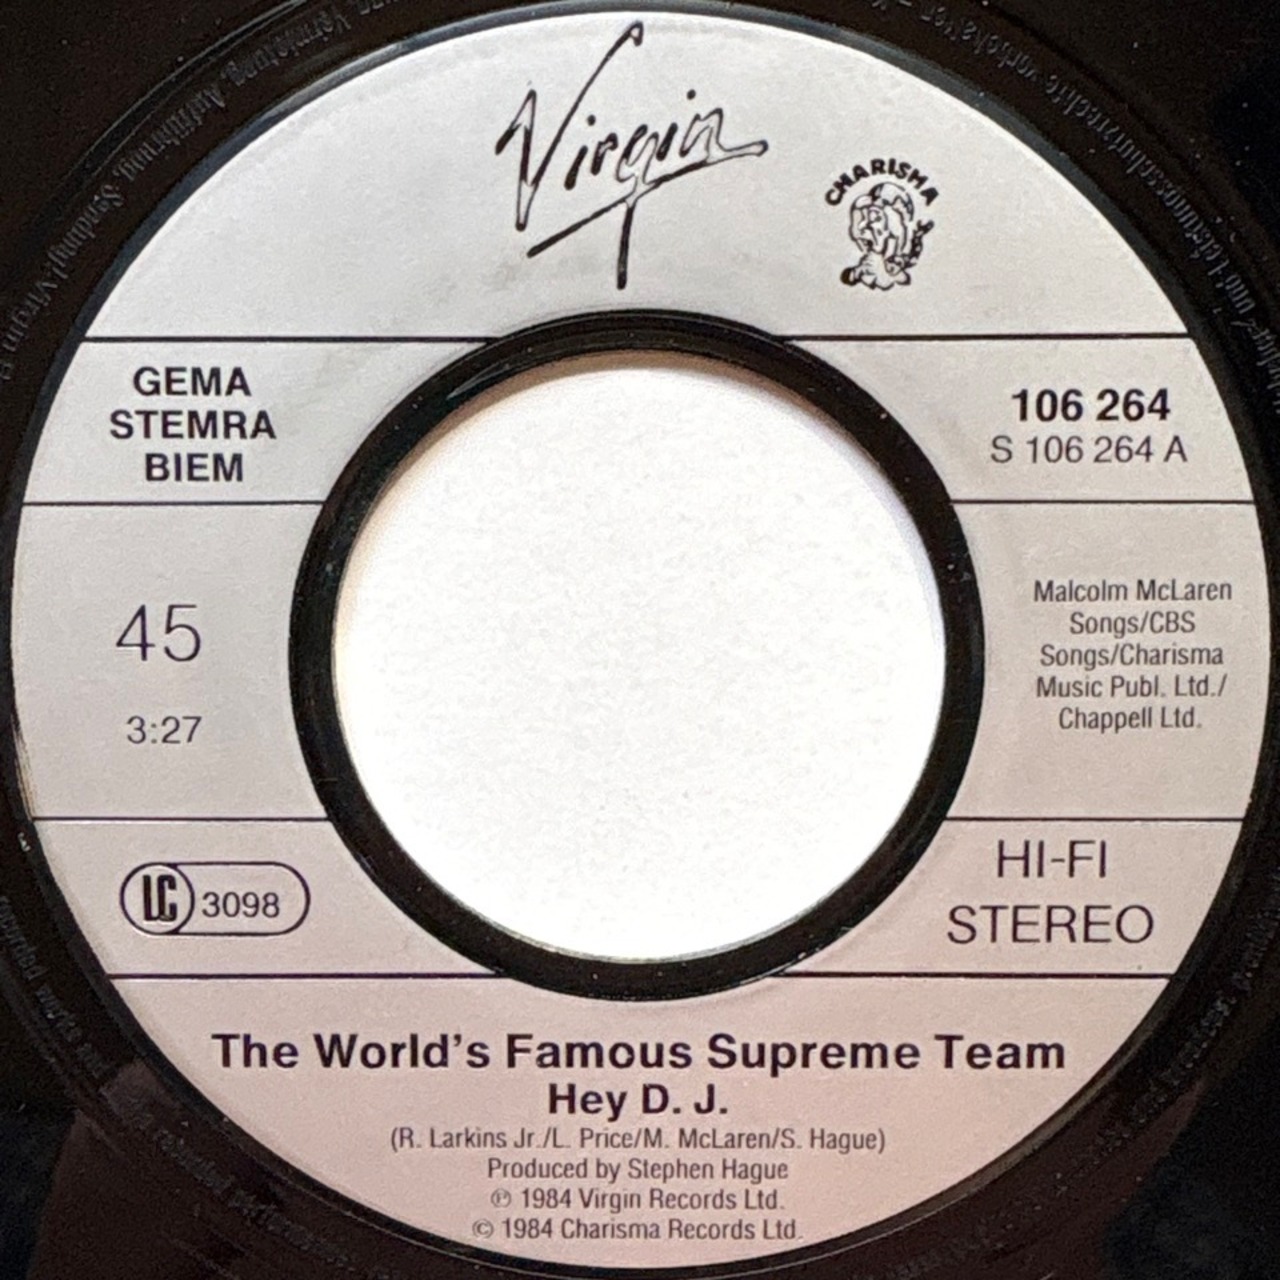 Virgin
CHARISMA
GEMA
STEMRA
BIEM
106 264
S 106 264 A
45
3:27
Malcolm McLaren
Songs/CBS
Songs/Charisma
Music Publ. Ltd./
Chappell Ltd.
LC 3098
HI-FI
STEREO
The World's Famous Supreme Team
Hey D. J.
(R. Larkins Jr./L. Price/M. McLaren/S. Hague)
Produced by Stephen Hague
℗ 1984 Virgin Records Ltd.
© 1984 Charisma Records Ltd.